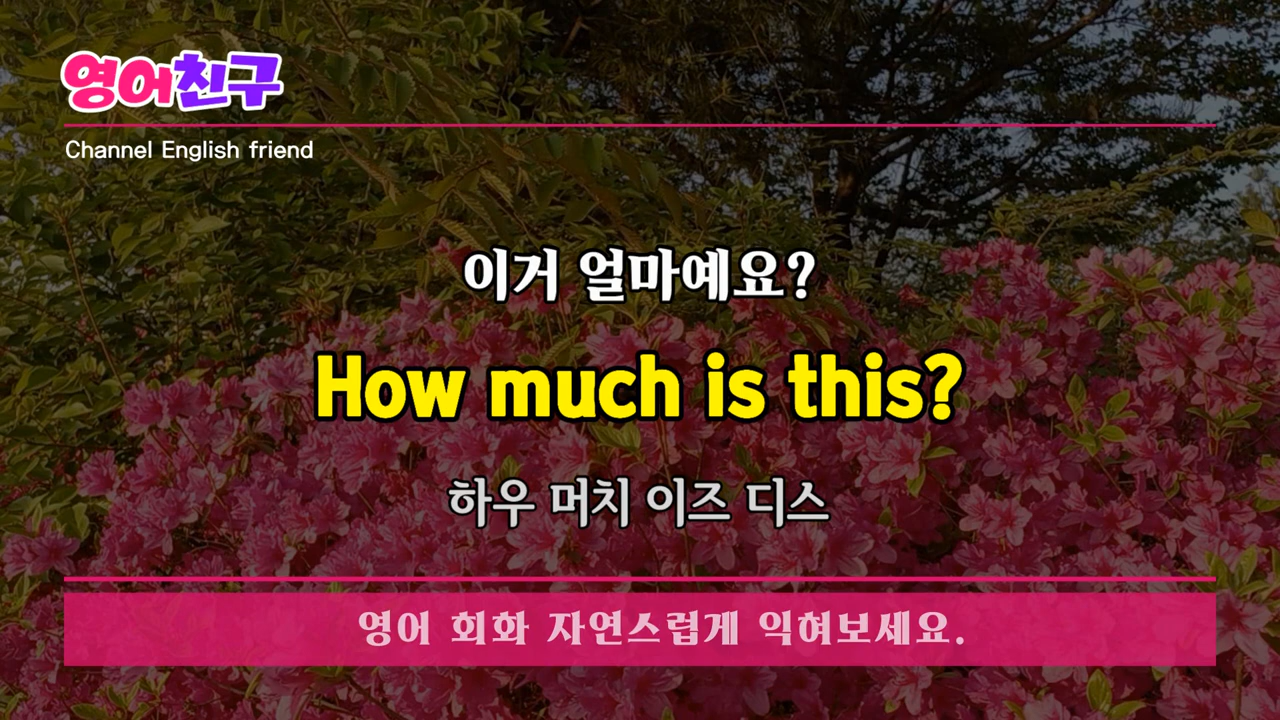 영어친구
Channel English friend
이거 얼마예요?
How much is this?
하우 머치 이즈 디스
영어 회화 자연스럽게 익혀보세요.